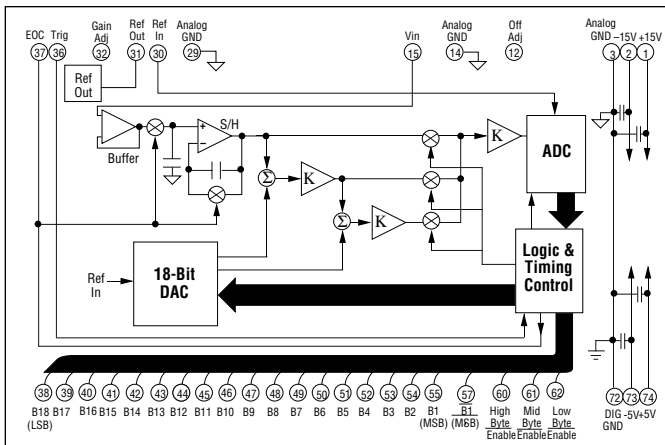 EOC Trig
Gain Adj
Ref Out
Ref In
Analog GND
Vin
Analog GND
Off Adj
Analog GND
–15V
+15V
37 36 32 31 30 29 15 14 12 3 2 1
Ref Out
Buffer
+
–
S/H
Σ
K
Σ
K
K
ADC
Ref In
18-Bit DAC
Logic & Timing Control
38 39 40 41 42 43 44 45 46 47 48 49 50 51 52 53 54 55 57 60 61 62 72 73 74
B18 (LSB)
B17
B16
B15
B14
B13
B12
B11
B10
B9
B8
B7
B6
B5
B4
B3
B2
B1 (MSB)
B1 (M6B)
High Byte Enable
Mid Byte Enable
Low Byte Enable
DIG GND
-5V
+5V